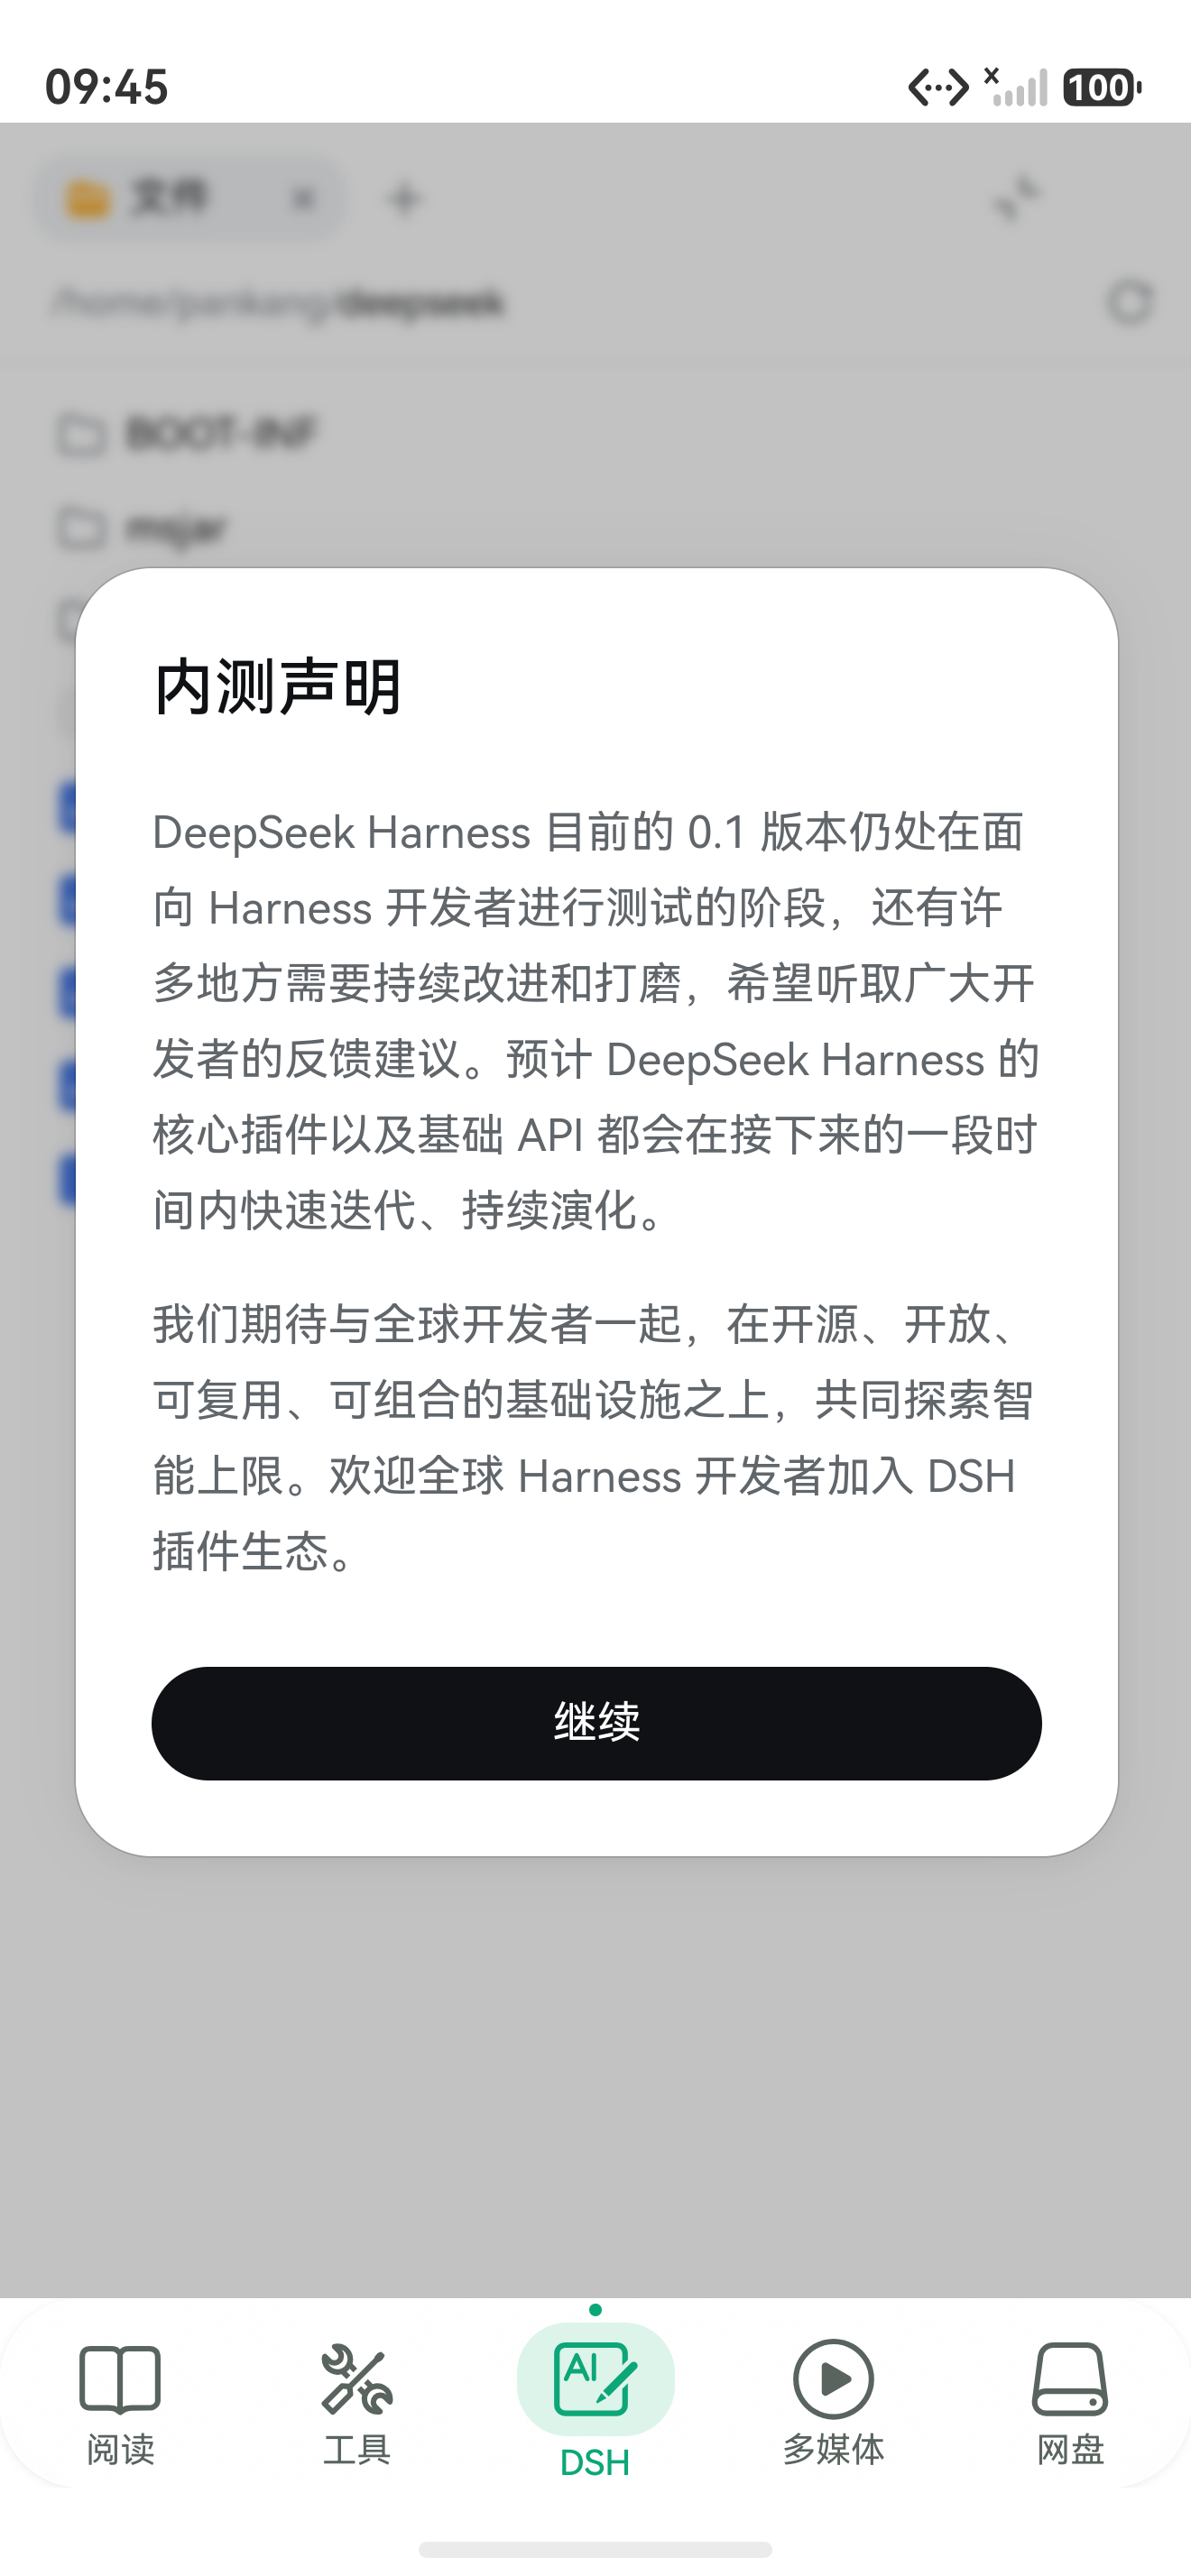 09:45
100
文件
/home/pankang/deepseek
BOOT-INF
msjar
内测声明
DeepSeek Harness 目前的 0.1 版本仍处在面
向 Harness 开发者进行测试的阶段，还有许
多地方需要持续改进和打磨，希望听取广大开
发者的反馈建议。预计 DeepSeek Harness 的
核心插件以及基础 API 都会在接下来的一段时
间内快速迭代、持续演化。
我们期待与全球开发者一起，在开源、开放、
可复用、可组合的基础设施之上，共同探索智
能上限。欢迎全球 Harness 开发者加入 DSH
插件生态。
继续
AI
阅读
工具
DSH
多媒体
网盘